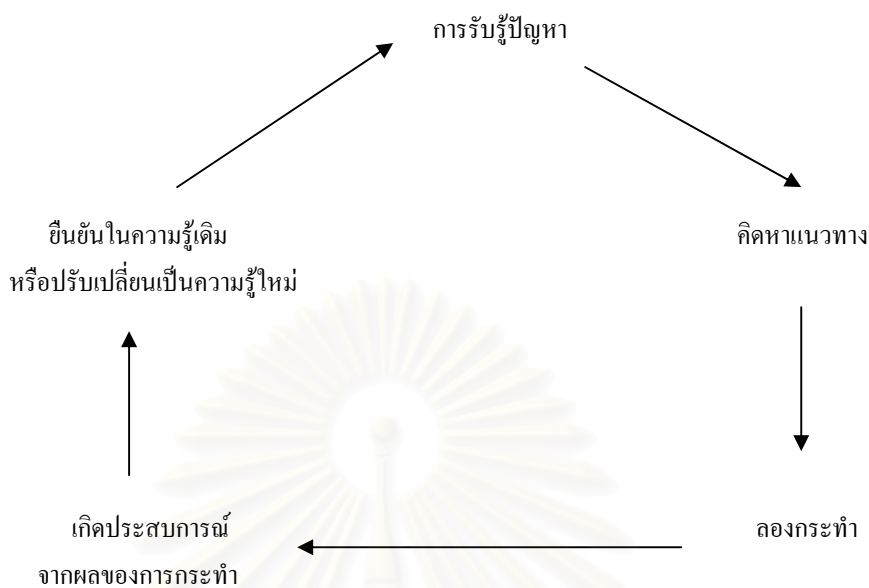 การรับรู้ปัญหา
ยืนยันในความรู้เดิม
หรือปรับเปลี่ยนเป็นความรู้ใหม่
คิดหาแนวทาง
เกิดประสบการณ์
จากผลของการกระทำ
ลองกระทำ